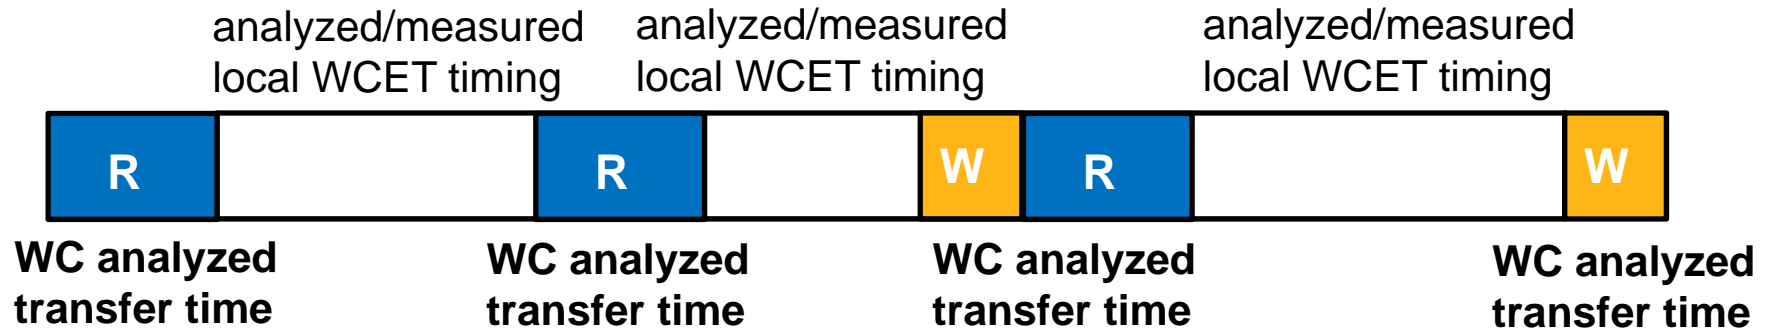 analyzed/measured
local WCET timing
analyzed/measured
local WCET timing
analyzed/measured
local WCET timing
R
R
W
R
W
WC analyzed
transfer time
WC analyzed
transfer time
WC analyzed
transfer time
WC analyzed
transfer time